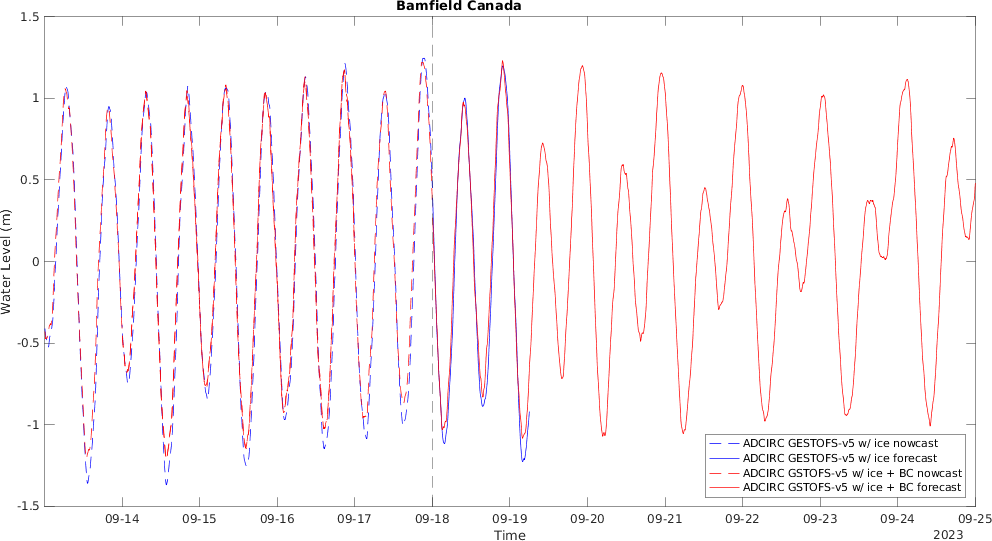 Bamfield Canada
1.5
1
0.5
0
-0.5
-1
-1.5
Water Level (m)
09-14 09-15 09-16 09-17 09-18 09-19 09-20 09-21 09-22 09-23 09-24 09-25
Time
2023
ADCIRC GESTOFS-v5 w/ ice nowcast
ADCIRC GESTOFS-v5 w/ ice forecast
ADCIRC GSTOFS-v5 w/ ice + BC nowcast
ADCIRC GSTOFS-v5 w/ ice + BC forecast